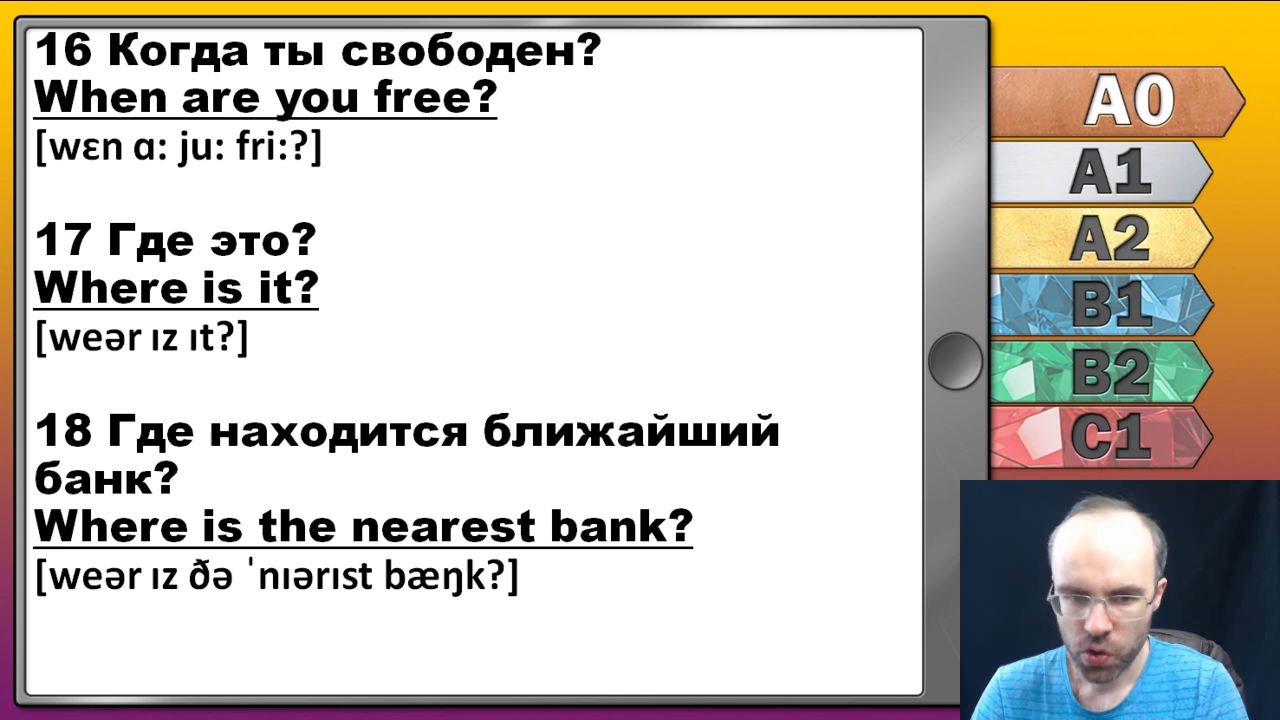 16 Когда ты свободен?
When are you free?
[wɛn ɑ: ju: fri:?]
17 Где это?
Where is it?
[weər ɪz ɪt?]
18 Где находится ближайший
банк?
Where is the nearest bank?
[weər ɪz ðə ˈnɪərɪst bæŋk?]
A0
A1
A2
B1
B2
C1